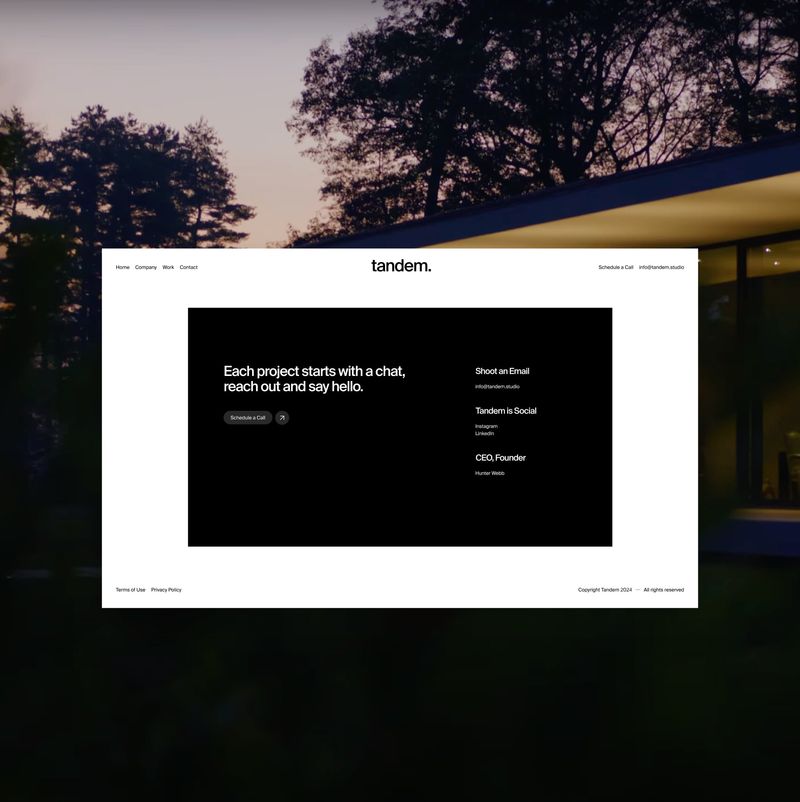 Home Company Work Contact
tandem.
Schedule a Call info@tandem.studio
Each project starts with a chat,
reach out and say hello.
Schedule a Call
Shoot an Email
info@tandem.studio
Tandem is Social
Instagram
LinkedIn
CEO, Founder
Hunter Webb
Terms of Use Privacy Policy
Copyright Tandem 2024 — All rights reserved